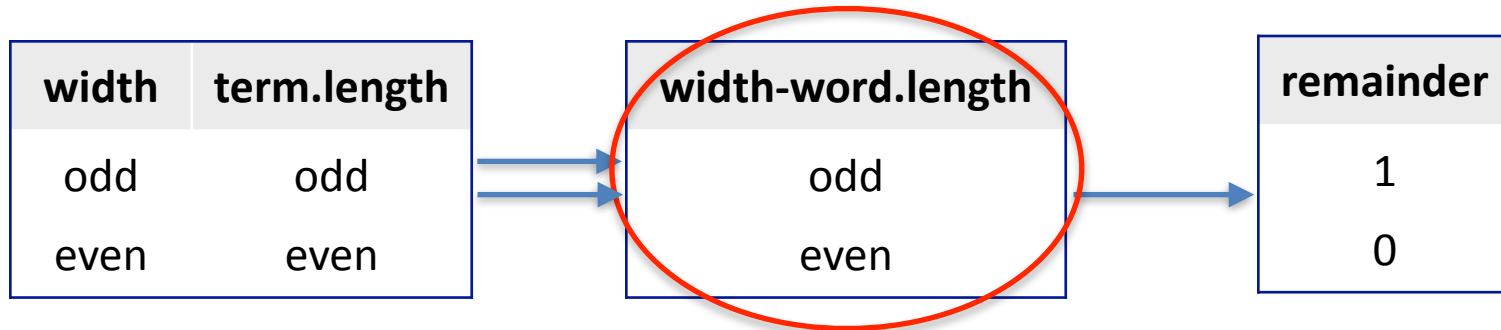 width term.length width-word.length remainder
odd odd odd 1
even even even 0